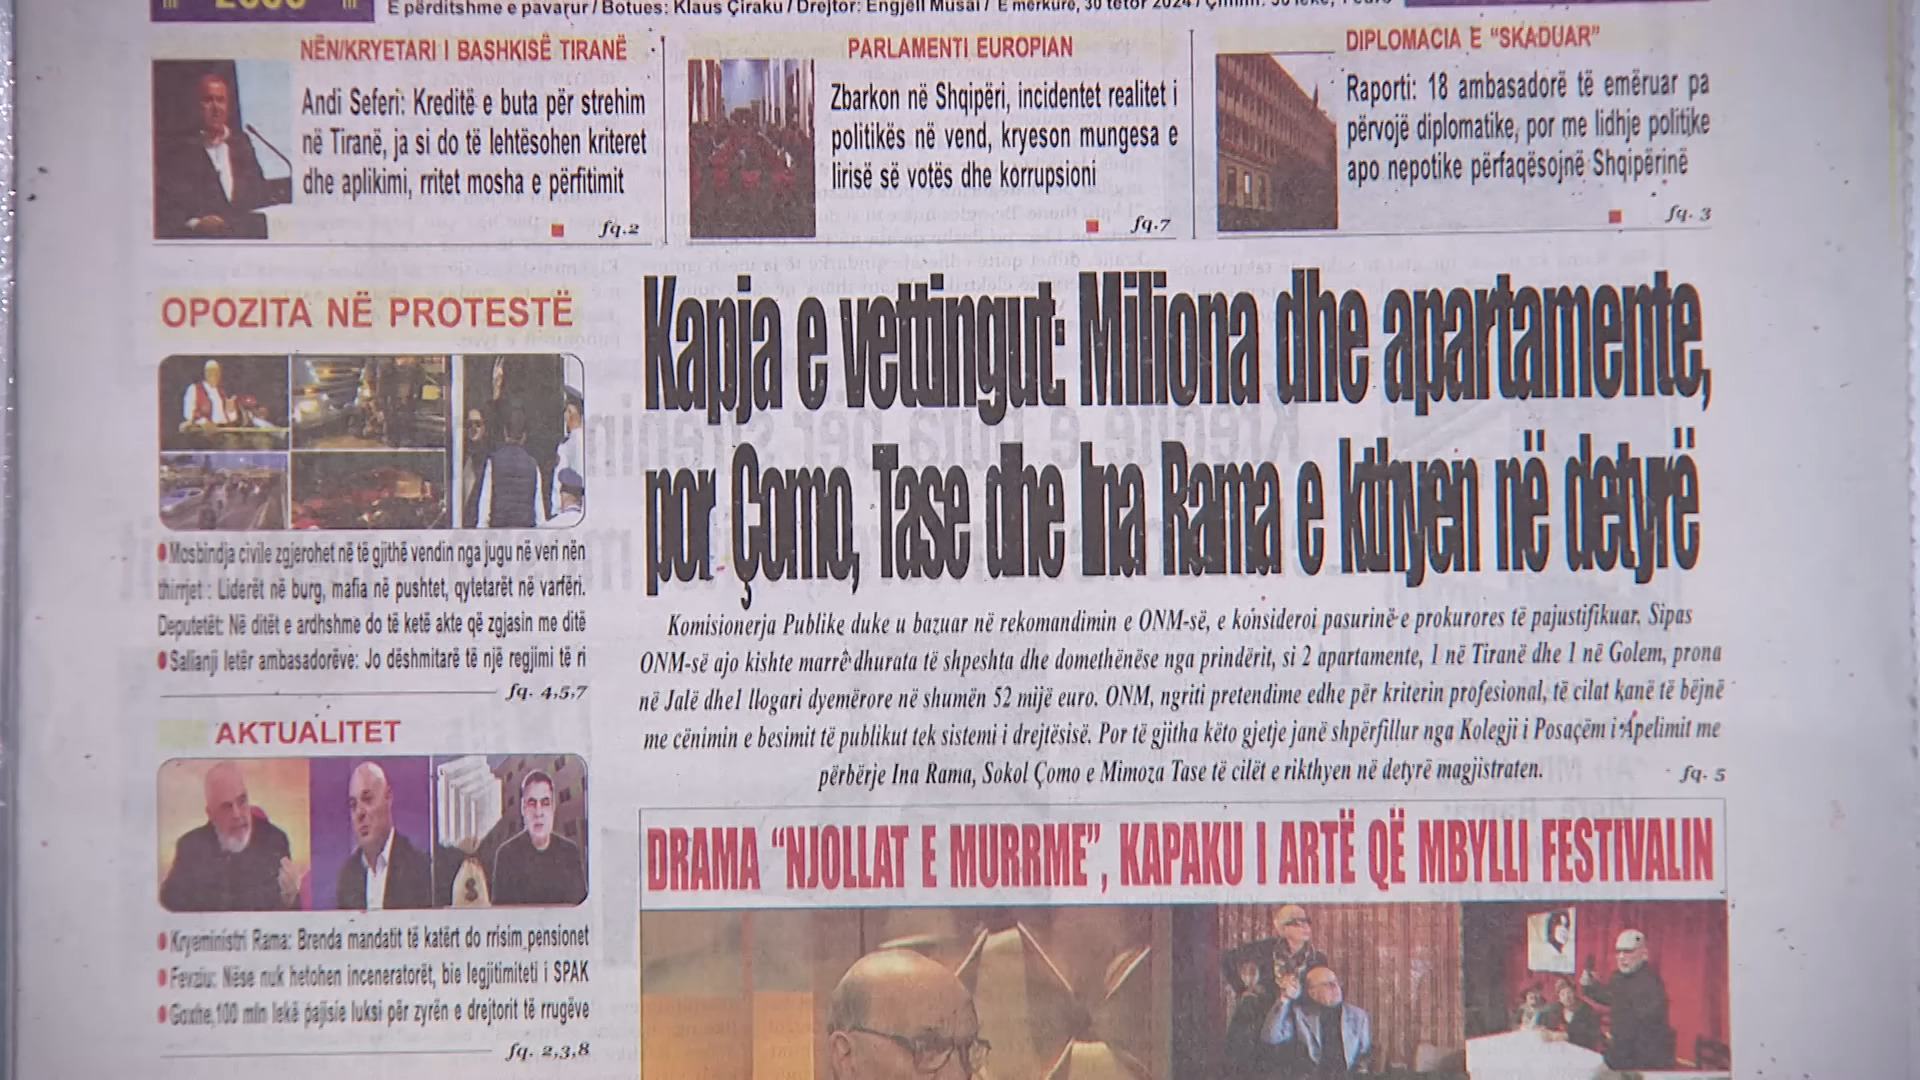 E përditshme e pavarur / Botues: Klaus Çiraku / Drejtor: Engjëll Musai / E mërkurë, 30 tetor 2024 /
NËN/KRYETARI I BASHKISË TIRANË
Andi Seferi: Kreditë e buta për strehim
në Tiranë, ja si do të lehtësohen kriteret
dhe aplikimi, rritet mosha e përfitimit
fq.2
PARLAMENTI EUROPIAN
Zbarkon në Shqipëri, incidentet realitet i
politikës në vend, kryeson mungesa e
lirisë së votës dhe korrupsioni
fq.7
DIPLOMACIA E “SKADUAR”
Raporti: 18 ambasadorë të emëruar pa
përvojë diplomatike, por me lidhje politike
apo nepotike përfaqësojnë Shqipërinë
fq. 3
OPOZITA NË PROTESTË
Mosbindja civile zgjerohet në të gjithë vendin nga jugu në veri nën
thirrjet : Liderët në burg, mafia në pushtet, qytetarët në varfëri.
Deputetët: Në ditët e ardhshme do të ketë akte që zgjasin me ditë
Salianji letër ambasadorëve: Jo dëshmitarë të një regjimi të ri
fq. 4,5,7
AKTUALITET
Kryeministri Rama: Brenda mandatit të katërt do rrisim pensionet
Fevziu: Nëse nuk hetohen inceneratorët, bie legjitimiteti i SPAK
Goxhe, 100 mln lekë pajisje luksi për zyrën e drejtorit të rrugëve
fq. 2,3,8
Kapja e vettingut: Miliona dhe apartamente,
por Çomo, Tase dhe Ina Rama e kthyen në detyrë
Komisionerja Publike duke u bazuar në rekomandimin e ONM-së, e konsideroi pasurinë e prokurores të pajustifikuar. Sipas
ONM-së ajo kishte marrë dhurata të shpeshta dhe domethënëse nga prindërit, si 2 apartamente, 1 në Tiranë dhe 1 në Golem, prona
në Jalë dhe1 llogari dyemërore në shumën 52 mijë euro. ONM, ngriti pretendime edhe për kriterin profesional, të cilat kanë të bëjnë
me cënimin e besimit të publikut tek sistemi i drejtësisë. Por të gjitha këto gjetje janë shpërfillur nga Kolegji i Posaçëm i Apelimit me
përbërje Ina Rama, Sokol Çomo e Mimoza Tase të cilët e rikthyen në detyrë magjistraten.
fq. 5
DRAMA “NJOLLAT E MURRME”, KAPAKU I ARTË QË MBYLLI FESTIVALIN